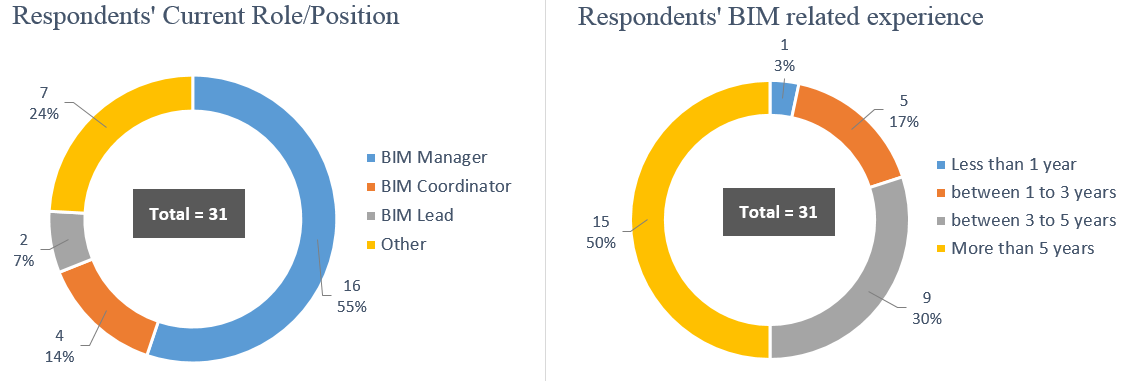 Respondents' Current Role/Position
7
24%
2
7%
4
14%
16
55%
Total = 31
BIM Manager
BIM Coordinator
BIM Lead
Other
Respondents' BIM related experience
1
3%
5
17%
15
50%
9
30%
Total = 31
Less than 1 year
between 1 to 3 years
between 3 to 5 years
More than 5 years